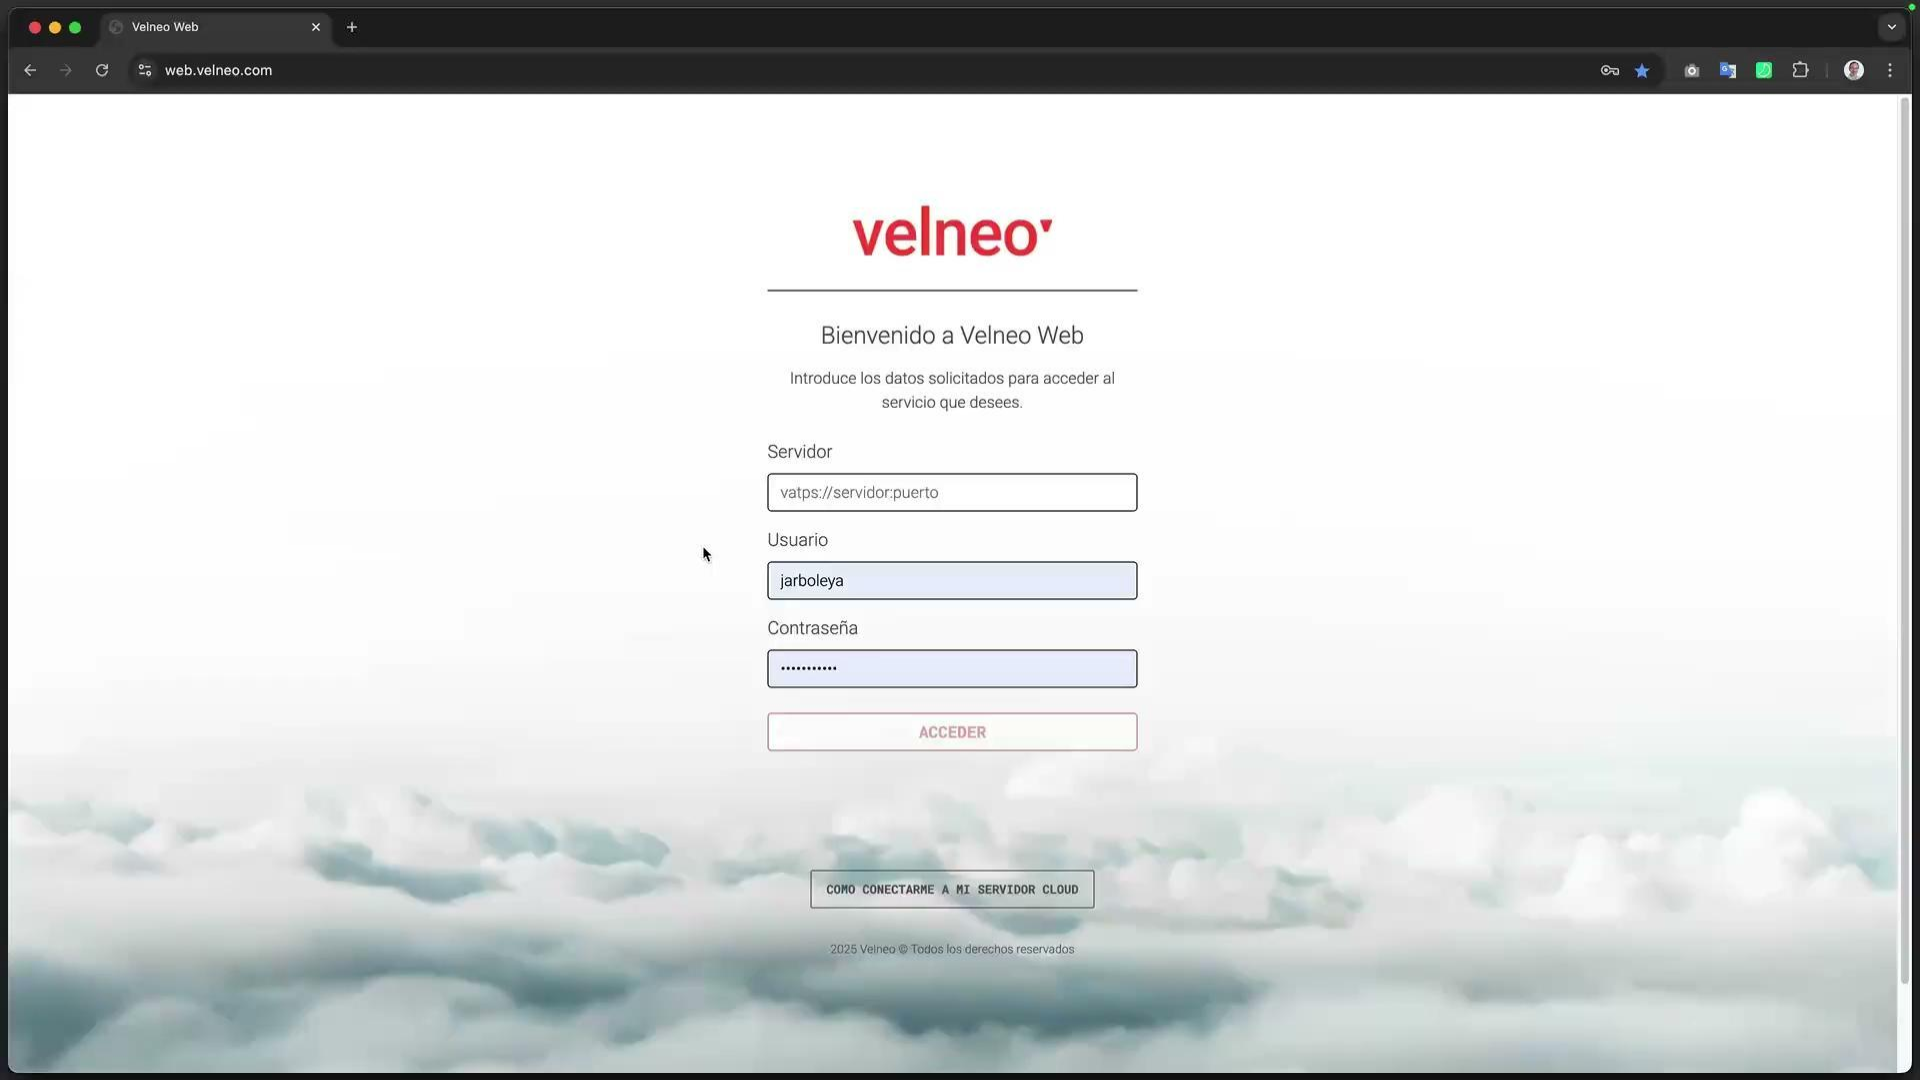 Velneo Web
web.velneo.com
velneo
Bienvenido a Velneo Web
Introduce los datos solicitados para acceder al
servicio que desees.
Servidor
vatps://servidor:puerto
Usuario
jarboleya
Contraseña
•••••••••••
ACCEDER
COMO CONECTARME A MI SERVIDOR CLOUD
2025 Velneo © Todos los derechos reservados